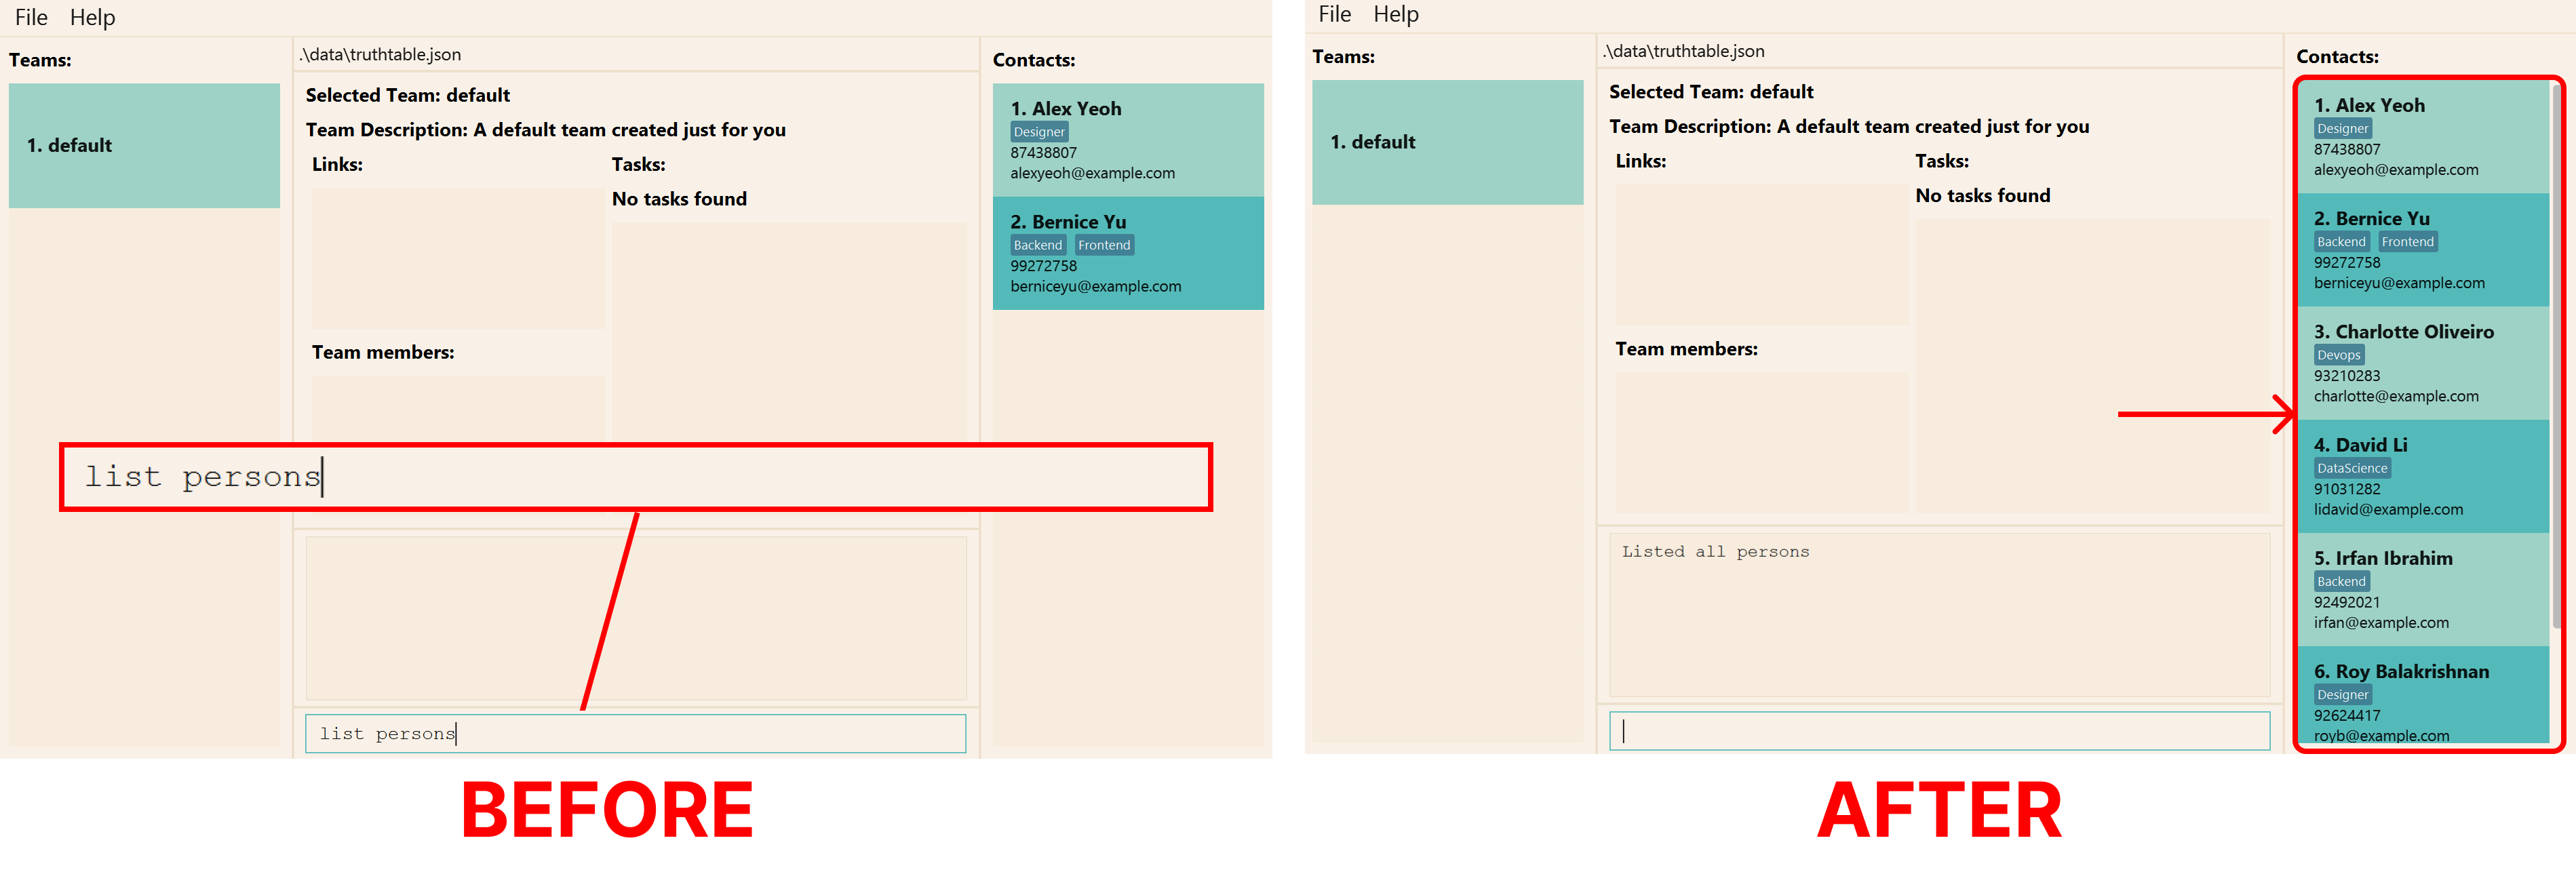 File Help
Teams:
1. default
.\data\truthtable.json
Selected Team: default
Team Description: A default team created just for you
Links:
Tasks:
No tasks found
Team members:
list persons
list persons
Contacts:
1. Alex Yeoh
Designer
87438807
alexyeoh@example.com
2. Bernice Yu
Backend Frontend
99272758
berniceyu@example.com
BEFORE
File Help
Teams:
1. default
.\data\truthtable.json
Selected Team: default
Team Description: A default team created just for you
Links:
Tasks:
No tasks found
Team members:
Listed all persons
Contacts:
1. Alex Yeoh
Designer
87438807
alexyeoh@example.com
2. Bernice Yu
Backend Frontend
99272758
berniceyu@example.com
3. Charlotte Oliveiro
Devops
93210283
charlotte@example.com
4. David Li
DataScience
91031282
lidavid@example.com
5. Irfan Ibrahim
Backend
92492021
irfan@example.com
6. Roy Balakrishnan
Designer
92624417
royb@example.com
AFTER